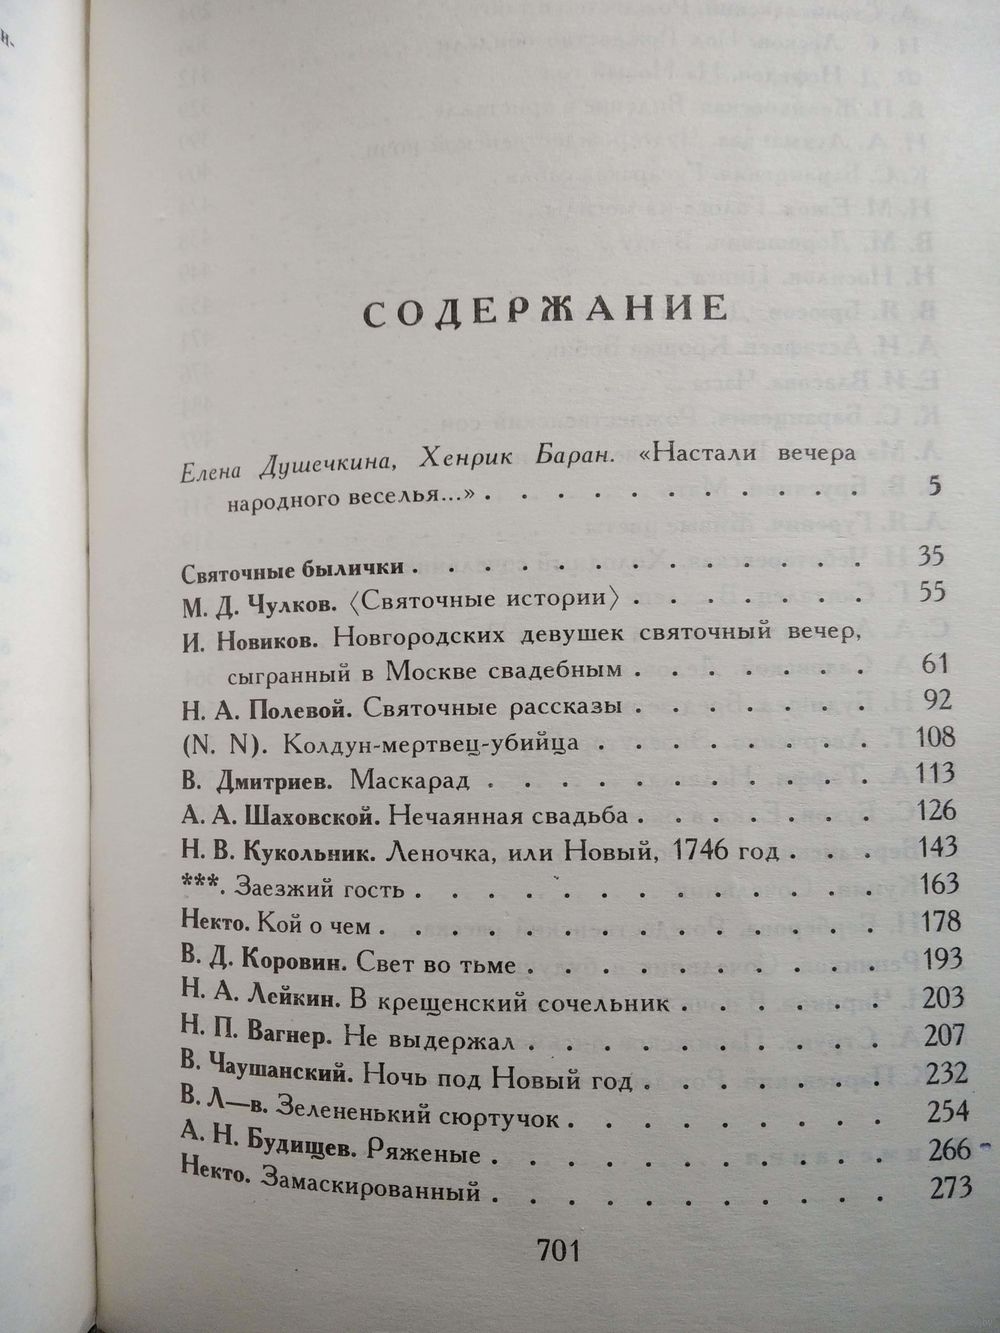 СОДЕРЖАНИЕ
Елена Душечкина, Хенрик Баран. «Настали вечера
народного веселья...» . . . . . . . . . . . 5
Святочные былички . . . . . . . . . . . . . 35
М. Д. Чулков. ⟨Святочные истории⟩ . . . . . . . 55
И. Новиков. Новгородских девушек святочный вечер,
сыгранный в Москве свадебным . . . . . . . 61
Н. А. Полевой. Святочные рассказы . . . . . . . 92
(N. N). Колдун-мертвец-убийца . . . . . . . . 108
В. Дмитриев. Маскарад . . . . . . . . . . . 113
А. А. Шаховской. Нечаянная свадьба . . . . . . . 126
Н. В. Кукольник. Леночка, или Новый, 1746 год . . . 143
***. Заезжий гость . . . . . . . . . . . . . 163
Некто. Кой о чем . . . . . . . . . . . . . . 178
В. Д. Коровин. Свет во тьме . . . . . . . . . . 193
Н. А. Лейкин. В крещенский сочельник . . . . . . 203
Н. П. Вагнер. Не выдержал . . . . . . . . . . 207
В. Чаушанский. Ночь под Новый год . . . . . . . 232
В. Л—в. Зелененький сюртучок . . . . . . . . . 254
А. Н. Будищев. Ряженые . . . . . . . . . . . 266
Некто. Замаскированный . . . . . . . . . . . 273
701